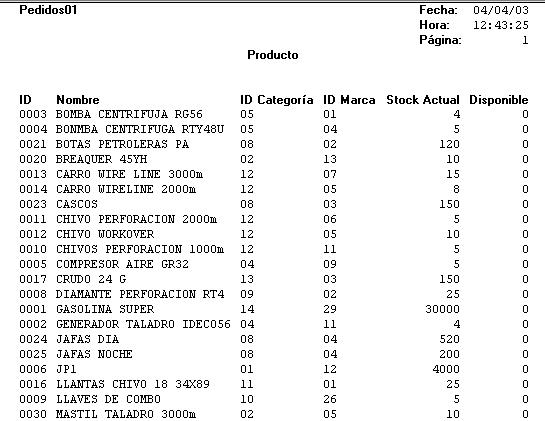 Pedidos01 Fecha: 04/04/03
Hora: 12:43:25
Página: 1
Producto
ID Nombre ID Categoría ID Marca Stock Actual Disponible
0003 BOMBA CENTRIFUJA RG56 05 01 4 0
0004 BONMBA CENTRIFUGA RTY48U 05 04 5 0
0021 BOTAS PETROLERAS PA 08 02 120 0
0020 BREAQUER 45YH 02 13 10 0
0013 CARRO WIRE LINE 3000m 12 07 15 0
0014 CARRO WIRELINE 2000m 12 05 8 0
0023 CASCOS 08 03 150 0
0011 CHIVO PERFORACION 2000m 12 06 5 0
0012 CHIVO WORKOVER 12 05 10 0
0010 CHIVOS PERFORACION 1000m 12 11 5 0
0005 COMPRESOR AIRE GR32 04 09 5 0
0017 CRUDO 24 G 13 03 150 0
0008 DIAMANTE PERFORACION RT4 09 02 25 0
0001 GASOLINA SUPER 14 29 30000 0
0002 GENERADOR TALADRO IDECO56 04 11 4 0
0024 JAFAS DIA 08 04 520 0
0025 JAFAS NOCHE 08 04 200 0
0006 JP1 01 12 4000 0
0016 LLANTAS CHIVO 18 34X89 11 01 25 0
0009 LLAVES DE COMBO 10 26 5 0
0030 MASTIL TALADRO 3000m 02 05 10 0